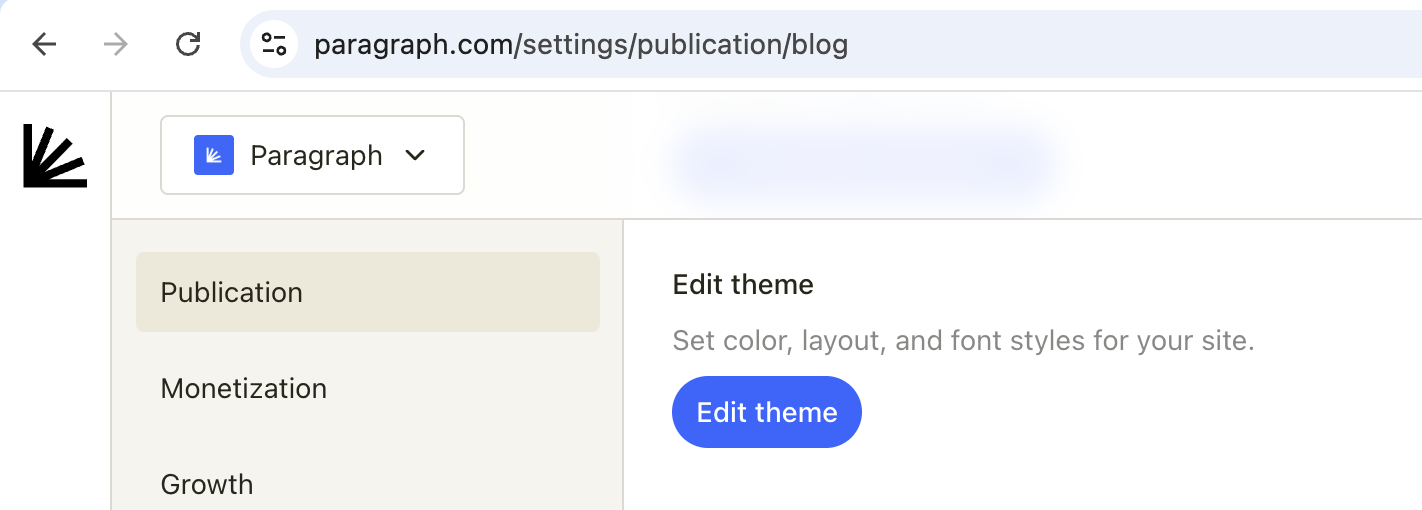 paragraph.com/settings/publication/blog
Paragraph
Publication
Monetization
Growth
Edit theme
Set color, layout, and font styles for your site.
Edit theme